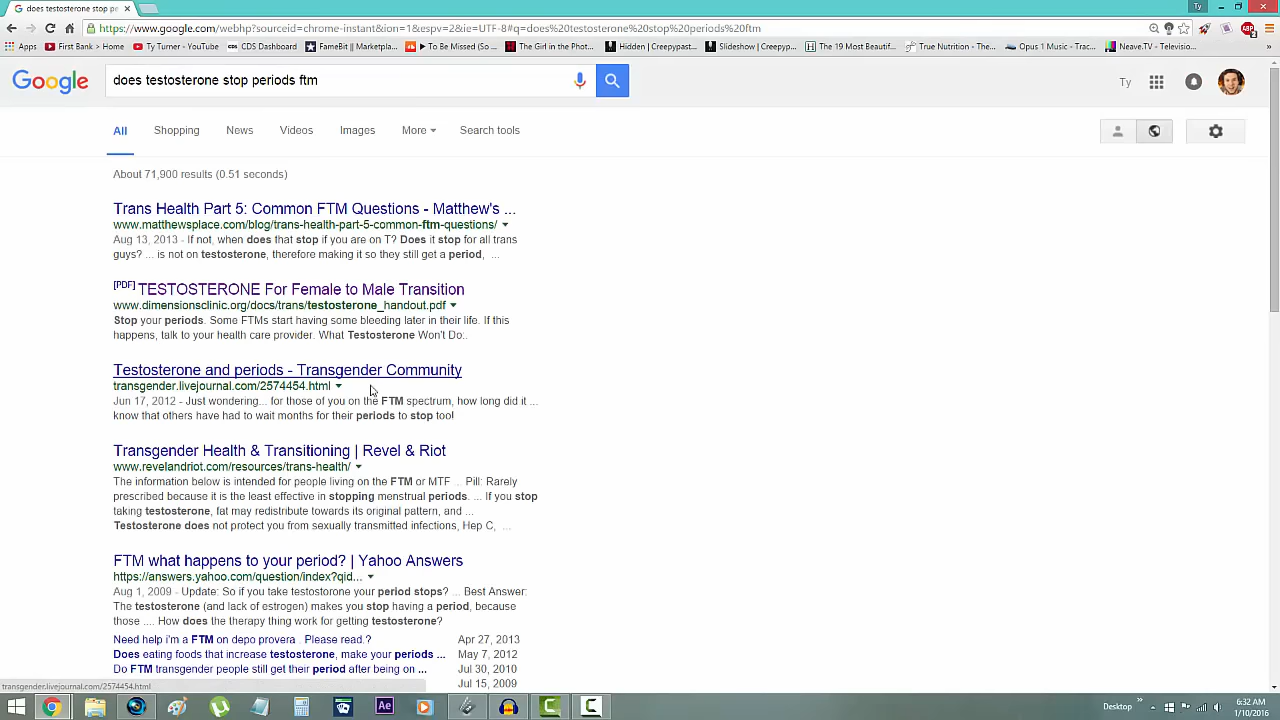 does testosterone stop pe
Ty
https://www.google.com/webhp?sourceid=chrome-instant&ion=1&espv=2&ie=UTF-8#q=does%20testosterone%20stop%20periods%20ftm
Apps
First Bank > Home
Ty Turner - YouTube
CDS Dashboard
FameBit || Marketpla...
To Be Missed (So ...
The Girl in the Phot...
Hidden | Creepypast...
Slideshow | Creepyp...
The 19 Most Beautif...
True Nutrition - The...
Opus 1 Music - Trac...
Neave.TV - Televisio...
Google
does testosterone stop periods ftm
Ty
All
Shopping
News
Videos
Images
More
Search tools
About 71,900 results (0.51 seconds)
Trans Health Part 5: Common FTM Questions - Matthew's ...
www.matthewsplace.com/blog/trans-health-part-5-common-ftm-questions/
Aug 13, 2013 - If not, when does that stop if you are on T? Does it stop for all trans
guys? ... is not on testosterone, therefore making it so they still get a period, ...
[PDF] TESTOSTERONE For Female to Male Transition
www.dimensionsclinic.org/docs/trans/testosterone_handout.pdf
Stop your periods. Some FTMs start having some bleeding later in their life. If this
happens, talk to your health care provider. What Testosterone Won't Do:.
Testosterone and periods - Transgender Community
transgender.livejournal.com/2574454.html
Jun 17, 2012 - Just wondering... for those of you on the FTM spectrum, how long did it ...
know that others have had to wait months for their periods to stop too!
Transgender Health & Transitioning | Revel & Riot
www.revelandriot.com/resources/trans-health/
The information below is intended for people living on the FTM or MTF ... Pill: Rarely
prescribed because it is the least effective in stopping menstrual periods. ... If you stop
taking testosterone, fat may redistribute towards its original pattern, and ...
Testosterone does not protect you from sexually transmitted infections, Hep C, ...
FTM what happens to your period? | Yahoo Answers
https://answers.yahoo.com/question/index?qid...
Aug 1, 2009 - Update: So if you take testosterone your period stops? ... Best Answer:
The testosterone (and lack of estrogen) makes you stop having a period, because
those .... How does the therapy thing work for getting testosterone?
Need help i'm a FTM on depo provera . Please read.? Apr 27, 2013
Does eating foods that increase testosterone, make your periods ... May 7, 2012
Do FTM transgender people still get their period after being on ... Jul 30, 2010
Jul 15, 2009
transgender.livejournal.com/2574454.html
Ae
Desktop
6:32 AM
1/10/2016